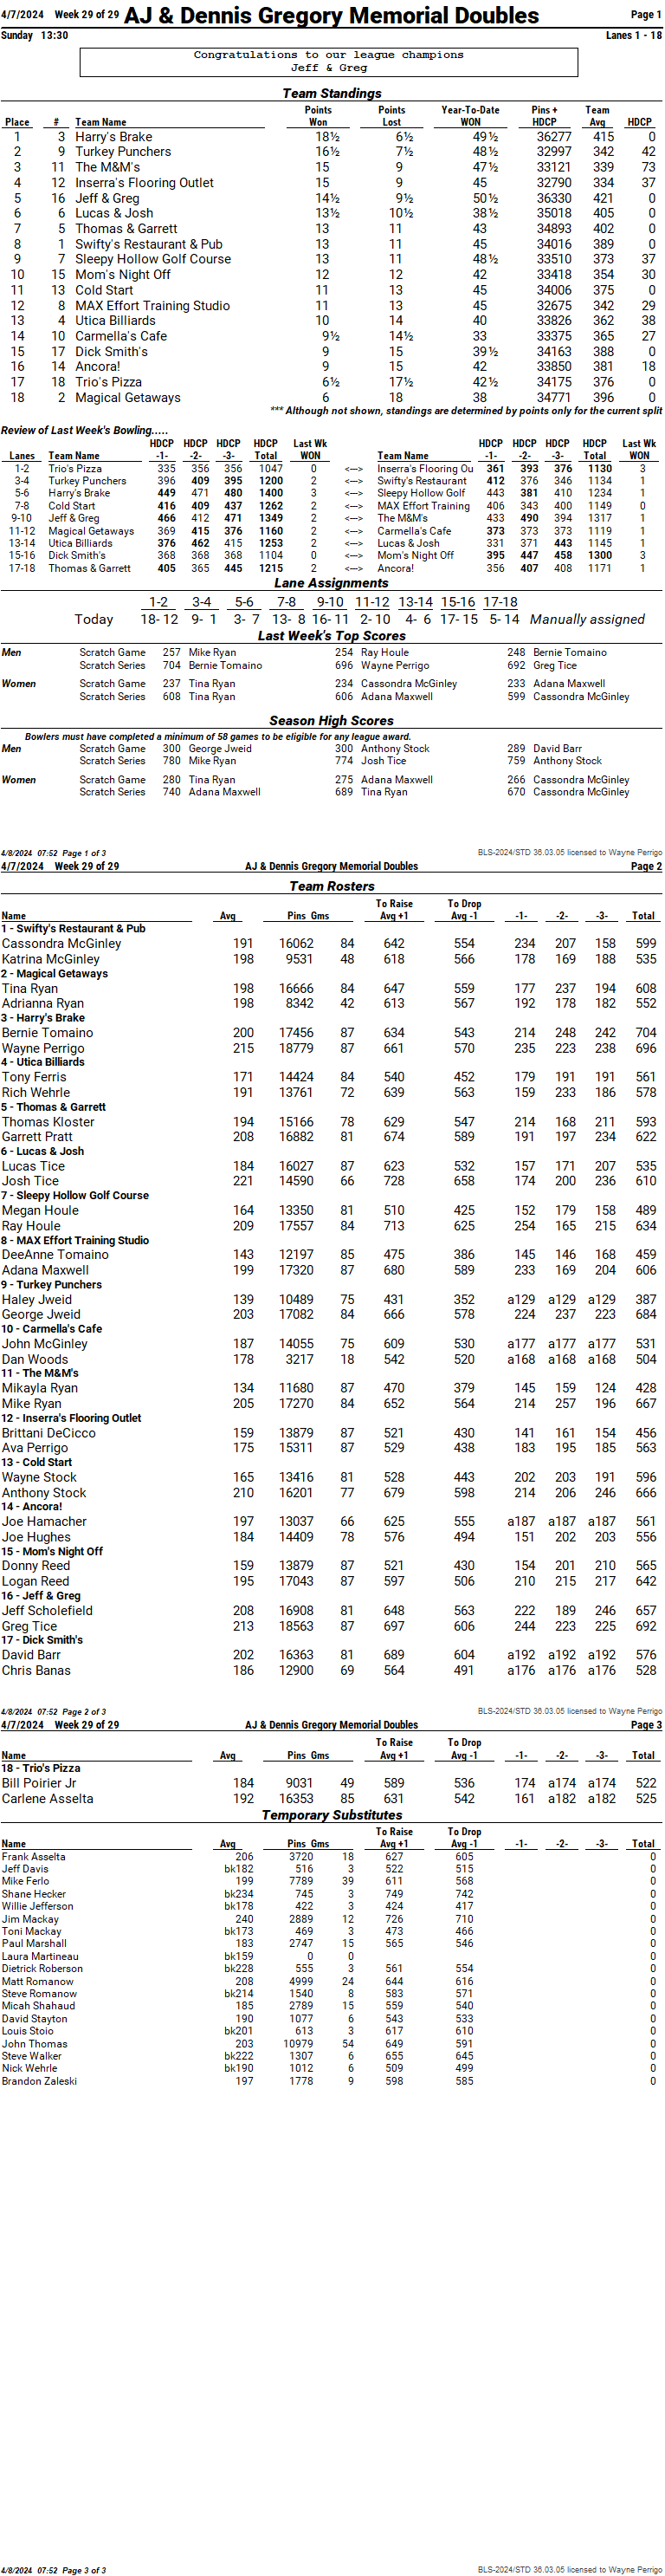 4/7/2024 Week 29 of 29 AJ & Dennis Gregory Memorial Doubles Page 1
Sunday 13:30 Lanes 1 - 18
Congratulations to our league champions
Jeff & Greg
Team Standings
Points Points Year-To-Date Pins + Team
Place # Team Name Won Lost WON HDCP Avg HDCP
1 3 Harry's Brake 18½ 6½ 49½ 36277 415 0
2 9 Turkey Punchers 16½ 7½ 48½ 32997 342 42
3 11 The M&M's 15 9 47½ 33121 339 73
4 12 Inserra's Flooring Outlet 15 9 45 32790 334 37
5 16 Jeff & Greg 14½ 9½ 50½ 36330 421 0
6 6 Lucas & Josh 13½ 10½ 38½ 35018 405 0
7 5 Thomas & Garrett 13 11 43 34893 402 0
8 1 Swifty's Restaurant & Pub 13 11 45 34016 389 0
9 7 Sleepy Hollow Golf Course 13 11 48½ 33510 373 37
10 15 Mom's Night Off 12 12 42 33418 354 30
11 13 Cold Start 11 13 45 34006 375 0
12 8 MAX Effort Training Studio 11 13 45 32675 342 29
13 4 Utica Billiards 10 14 40 33826 362 38
14 10 Carmella's Cafe 9½ 14½ 33 33375 365 27
15 17 Dick Smith's 9 15 39½ 34163 388 0
16 14 Ancora! 9 15 42 33850 381 18
17 18 Trio's Pizza 6½ 17½ 42½ 34175 376 0
18 2 Magical Getaways 6 18 38 34771 396 0
*** Although not shown, standings are determined by points only for the current split
Review of Last Week's Bowling.....
HDCP HDCP HDCP HDCP Last Wk HDCP HDCP HDCP HDCP Last Wk
Lanes Team Name -1- -2- -3- Total WON Team Name -1- -2- -3- Total WON
1-2 Trio's Pizza 335 356 356 1047 0 <---> Inserra's Flooring Ou 361 393 376 1130 3
3-4 Turkey Punchers 396 409 395 1200 2 <---> Swifty's Restaurant 412 376 346 1134 1
5-6 Harry's Brake 449 471 480 1400 3 <---> Sleepy Hollow Golf 443 381 410 1234 1
7-8 Cold Start 416 409 437 1262 2 <---> MAX Effort Training 406 343 400 1149 0
9-10 Jeff & Greg 466 412 471 1349 2 <---> The M&M's 433 490 394 1317 1
11-12 Magical Getaways 369 415 376 1160 2 <---> Carmella's Cafe 373 373 373 1119 1
13-14 Utica Billiards 376 462 415 1253 2 <---> Lucas & Josh 331 371 443 1145 1
15-16 Dick Smith's 368 368 368 1104 0 <---> Mom's Night Off 395 447 458 1300 3
17-18 Thomas & Garrett 405 365 445 1215 2 <---> Ancora! 356 407 408 1171 1
Lane Assignments
1-2 3-4 5-6 7-8 9-10 11-12 13-14 15-16 17-18
Today 18- 12 9- 1 3- 7 13- 8 16- 11 2- 10 4- 6 17- 15 5- 14 Manually assigned
Last Week's Top Scores
Men Scratch Game 257 Mike Ryan 254 Ray Houle 248 Bernie Tomaino
Scratch Series 704 Bernie Tomaino 696 Wayne Perrigo 692 Greg Tice
Women Scratch Game 237 Tina Ryan 234 Cassondra McGinley 233 Adana Maxwell
Scratch Series 608 Tina Ryan 606 Adana Maxwell 599 Cassondra McGinley
Season High Scores
Bowlers must have completed a minimum of 58 games to be eligible for any league award.
Men Scratch Game 300 George Jweid 300 Anthony Stock 289 David Barr
Scratch Series 780 Mike Ryan 774 Josh Tice 759 Anthony Stock
Women Scratch Game 280 Tina Ryan 275 Adana Maxwell 266 Cassondra McGinley
Scratch Series 740 Adana Maxwell 689 Tina Ryan 670 Cassondra McGinley
4/8/2024 07:52 Page 1 of 3 BLS-2024/STD 36.03.05 licensed to Wayne Perrigo
4/7/2024 Week 29 of 29 AJ & Dennis Gregory Memorial Doubles Page 2
Team Rosters
To Raise To Drop
Name Avg Pins Gms Avg +1 Avg -1 -1- -2- -3- Total
1 - Swifty's Restaurant & Pub
Cassondra McGinley 191 16062 84 642 554 234 207 158 599
Katrina McGinley 198 9531 48 618 566 178 169 188 535
2 - Magical Getaways
Tina Ryan 198 16666 84 647 559 177 237 194 608
Adrianna Ryan 198 8342 42 613 567 192 178 182 552
3 - Harry's Brake
Bernie Tomaino 200 17456 87 634 543 214 248 242 704
Wayne Perrigo 215 18779 87 661 570 235 223 238 696
4 - Utica Billiards
Tony Ferris 171 14424 84 540 452 179 191 191 561
Rich Wehrle 191 13761 72 639 563 159 233 186 578
5 - Thomas & Garrett
Thomas Kloster 194 15166 78 629 547 214 168 211 593
Garrett Pratt 208 16882 81 674 589 191 197 234 622
6 - Lucas & Josh
Lucas Tice 184 16027 87 623 532 157 171 207 535
Josh Tice 221 14590 66 728 658 174 200 236 610
7 - Sleepy Hollow Golf Course
Megan Houle 164 13350 81 510 425 152 179 158 489
Ray Houle 209 17557 84 713 625 254 165 215 634
8 - MAX Effort Training Studio
DeeAnne Tomaino 143 12197 85 475 386 145 146 168 459
Adana Maxwell 199 17320 87 680 589 233 169 204 606
9 - Turkey Punchers
Haley Jweid 139 10489 75 431 352 a129 a129 a129 387
George Jweid 203 17082 84 666 578 224 237 223 684
10 - Carmella's Cafe
John McGinley 187 14055 75 609 530 a177 a177 a177 531
Dan Woods 178 3217 18 542 520 a168 a168 a168 504
11 - The M&M's
Mikayla Ryan 134 11680 87 470 379 145 159 124 428
Mike Ryan 205 17270 84 652 564 214 257 196 667
12 - Inserra's Flooring Outlet
Brittani DeCicco 159 13879 87 521 430 141 161 154 456
Ava Perrigo 175 15311 87 529 438 183 195 185 563
13 - Cold Start
Wayne Stock 165 13416 81 528 443 202 203 191 596
Anthony Stock 210 16201 77 679 598 214 206 246 666
14 - Ancora!
Joe Hamacher 197 13037 66 625 555 a187 a187 a187 561
Joe Hughes 184 14409 78 576 494 151 202 203 556
15 - Mom's Night Off
Donny Reed 159 13879 87 521 430 154 201 210 565
Logan Reed 195 17043 87 597 506 210 215 217 642
16 - Jeff & Greg
Jeff Scholefield 208 16908 81 648 563 222 189 246 657
Greg Tice 213 18563 87 697 606 244 223 225 692
17 - Dick Smith's
David Barr 202 16363 81 689 604 a192 a192 a192 576
Chris Banas 186 12900 69 564 491 a176 a176 a176 528
4/8/2024 07:52 Page 2 of 3 BLS-2024/STD 36.03.05 licensed to Wayne Perrigo
4/7/2024 Week 29 of 29 AJ & Dennis Gregory Memorial Doubles Page 3
To Raise To Drop
Name Avg Pins Gms Avg +1 Avg -1 -1- -2- -3- Total
18 - Trio's Pizza
Bill Poirier Jr 184 9031 49 589 536 174 a174 a174 522
Carlene Asselta 192 16353 85 631 542 161 a182 a182 525
Temporary Substitutes
To Raise To Drop
Name Avg Pins Gms Avg +1 Avg -1 -1- -2- -3- Total
Frank Asselta 206 3720 18 627 605 0
Jeff Davis bk182 516 3 522 515 0
Mike Ferlo 199 7789 39 611 568 0
Shane Hecker bk234 745 3 749 742 0
Willie Jefferson bk178 422 3 424 417 0
Jim Mackay 240 2889 12 726 710 0
Toni Mackay bk173 469 3 473 466 0
Paul Marshall 183 2747 15 565 546 0
Laura Martineau bk159 0 0 0
Dietrick Roberson bk228 555 3 561 554 0
Matt Romanow 208 4999 24 644 616 0
Steve Romanow bk214 1540 8 583 571 0
Micah Shahaud 185 2789 15 559 540 0
David Stayton 190 1077 6 543 533 0
Louis Stoio bk201 613 3 617 610 0
John Thomas 203 10979 54 649 591 0
Steve Walker bk222 1307 6 655 645 0
Nick Wehrle bk190 1012 6 509 499 0
Brandon Zaleski 197 1778 9 598 585 0
4/8/2024 07:52 Page 3 of 3 BLS-2024/STD 36.03.05 licensed to Wayne Perrigo